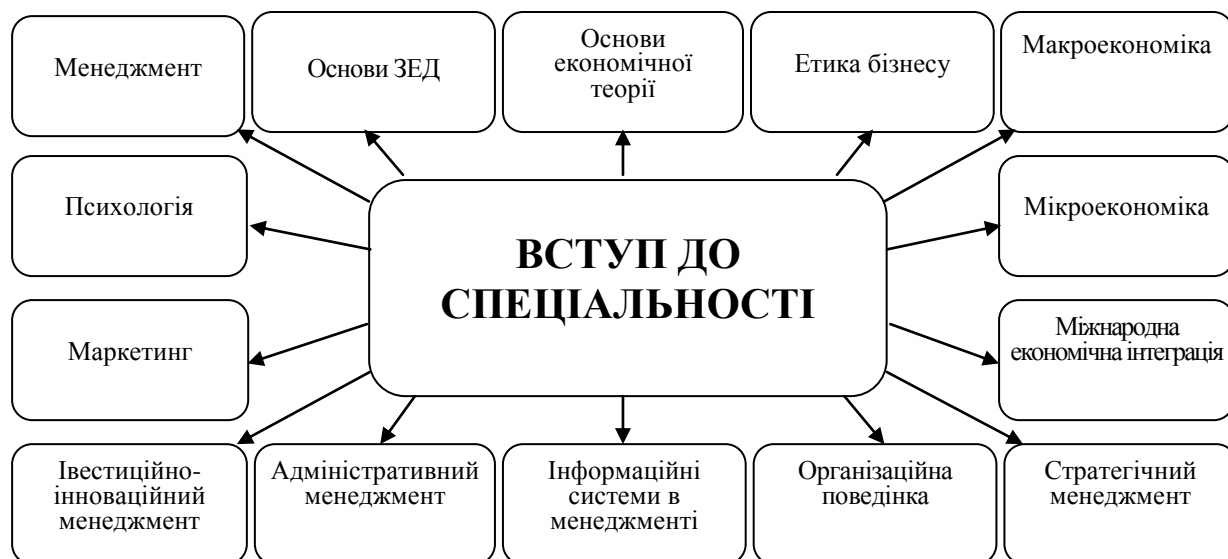 Менеджмент
Основи ЗЕД
Основи
економічної
теорії
Етика бізнесу
Макроекономіка
Психологія
ВСТУП ДО
СПЕЦІАЛЬНОСТІ
Мікроекономіка
Маркетинг
Міжнародна
економічна інтеграція
Івестиційно-
інноваційний
менеджмент
Адміністративний
менеджмент
Інформаційні
системи в
менеджменті
Організаційна
поведінка
Стратегічний
менеджмент